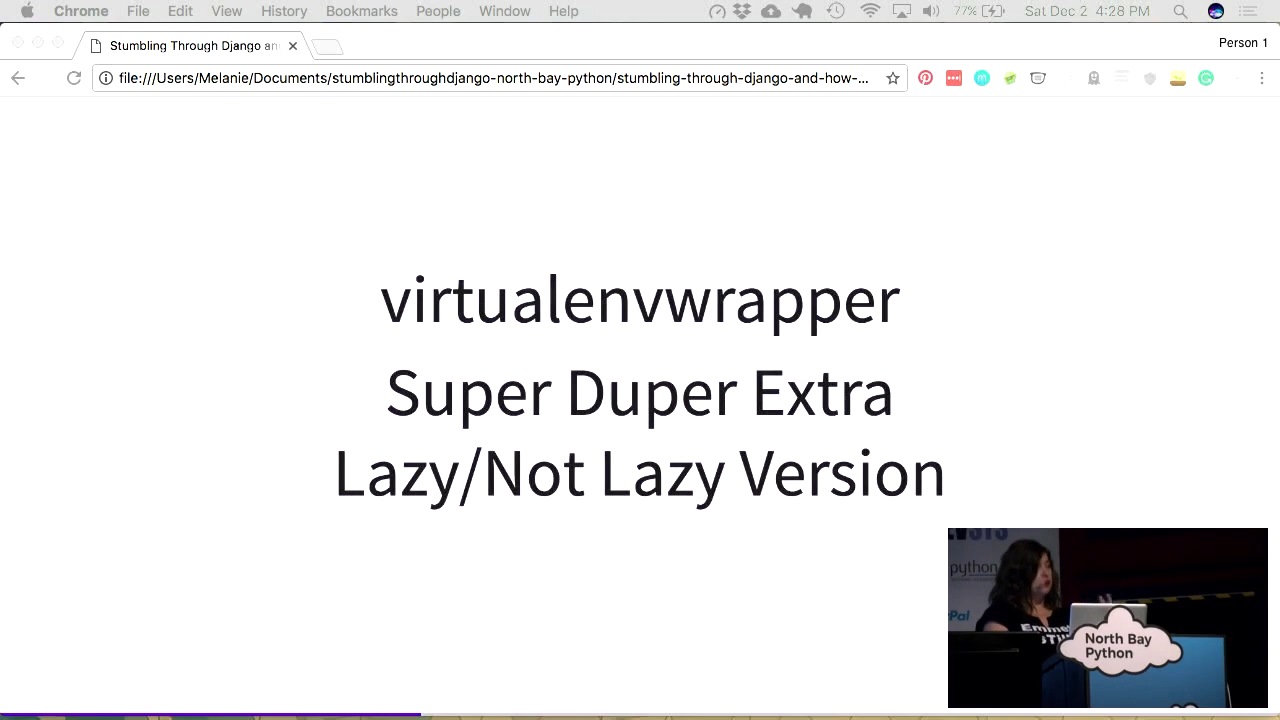 Chrome File Edit View History Bookmarks People Window Help 77% Sat Dec 2 4:28 PM
Stumbling Through Django an
Person 1
file:///Users/Melanie/Documents/stumblingthroughdjango-north-bay-python/stumbling-through-django-and-how-...
virtualenvwrapper
Super Duper Extra
Lazy/Not Lazy Version
python
North Bay
Python